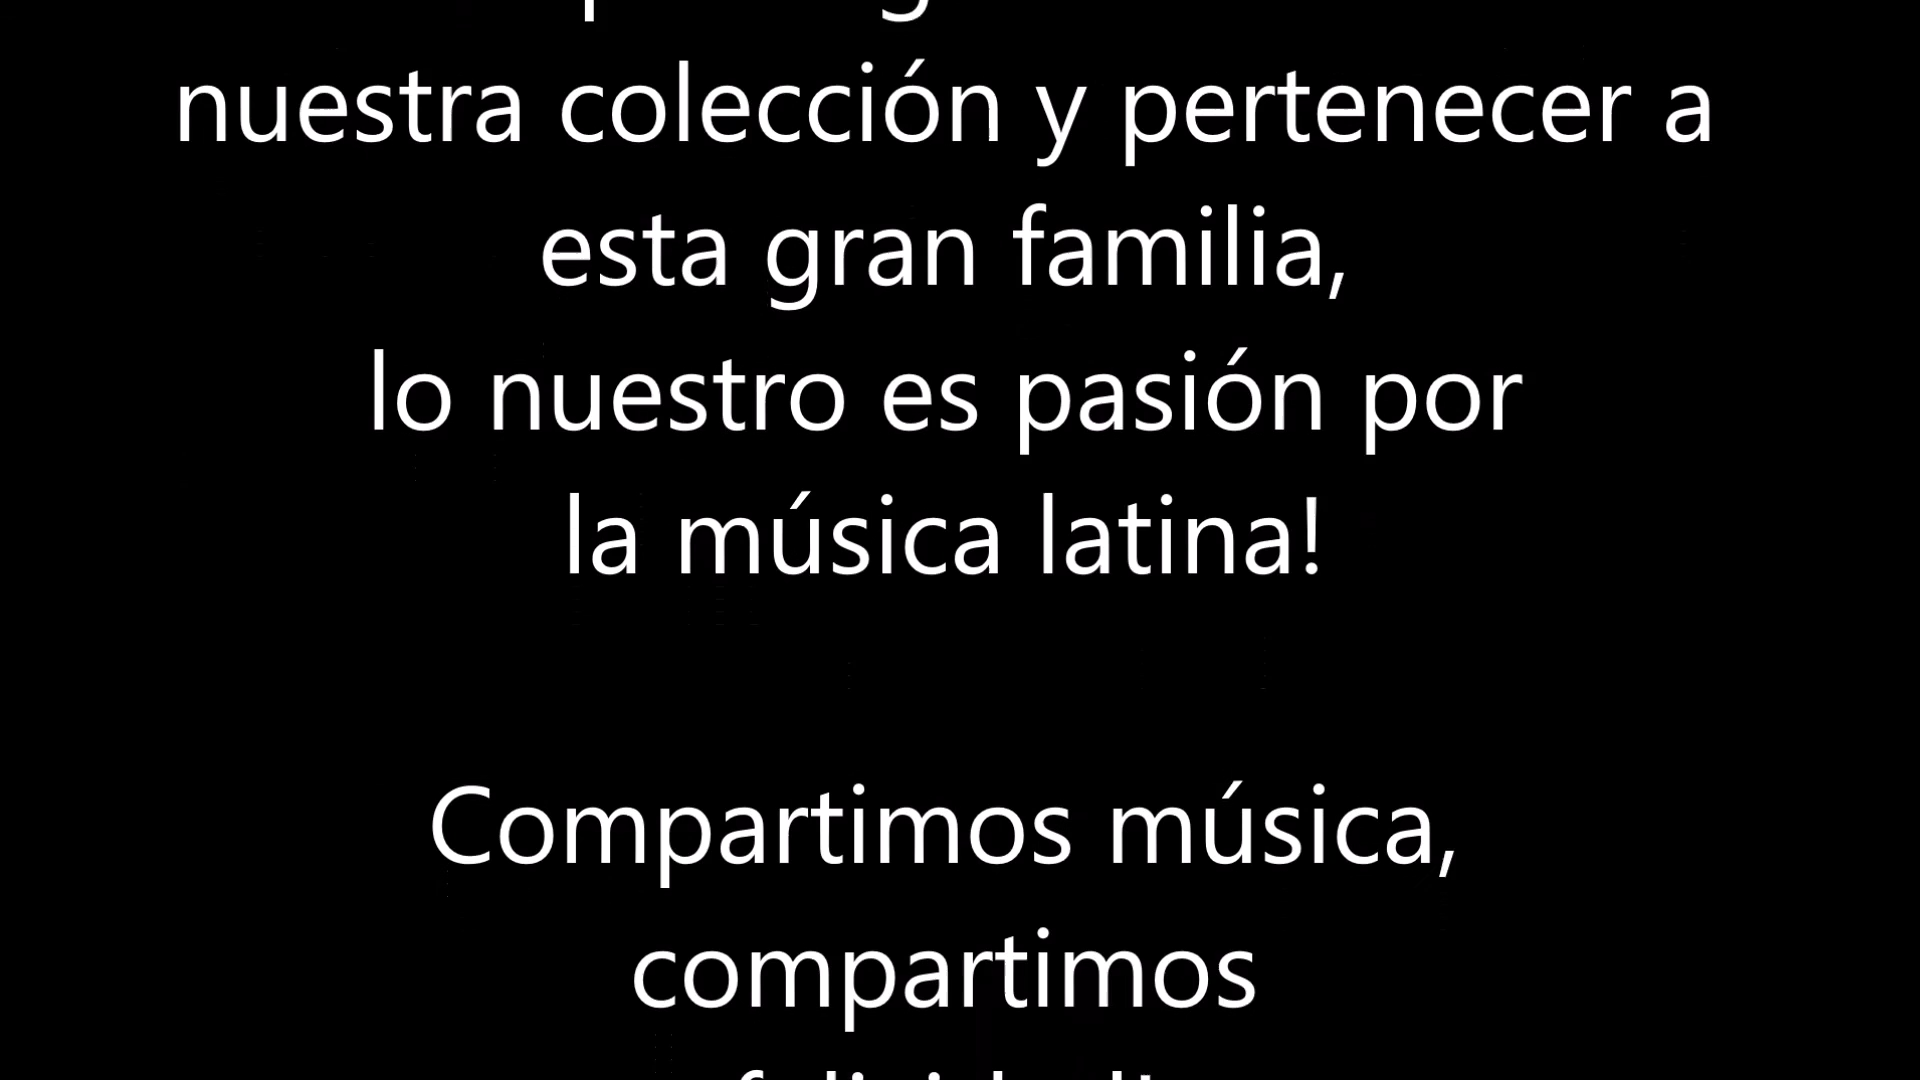 nuestra colección y pertenecer a
esta gran familia,
lo nuestro es pasión por
la música latina!
Compartimos música,
compartimos